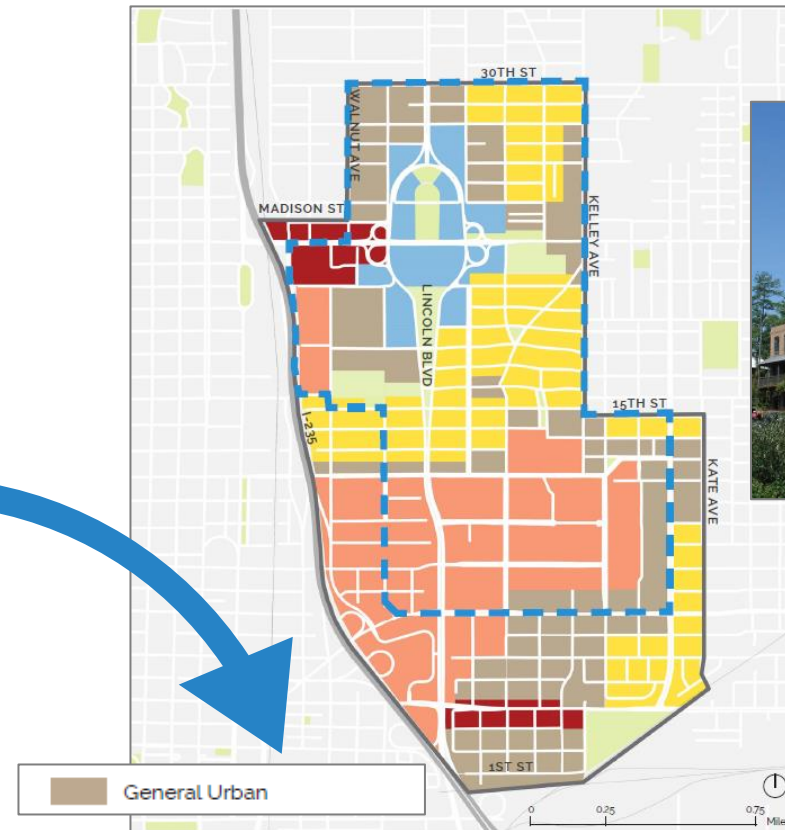 30TH ST
WALNUT AVE
MADISON ST
KELLEY AVE
LINCOLN BLVD
15TH ST
I-235
KATE AVE
1ST ST
General Urban
0 0.25 0.75
Mile